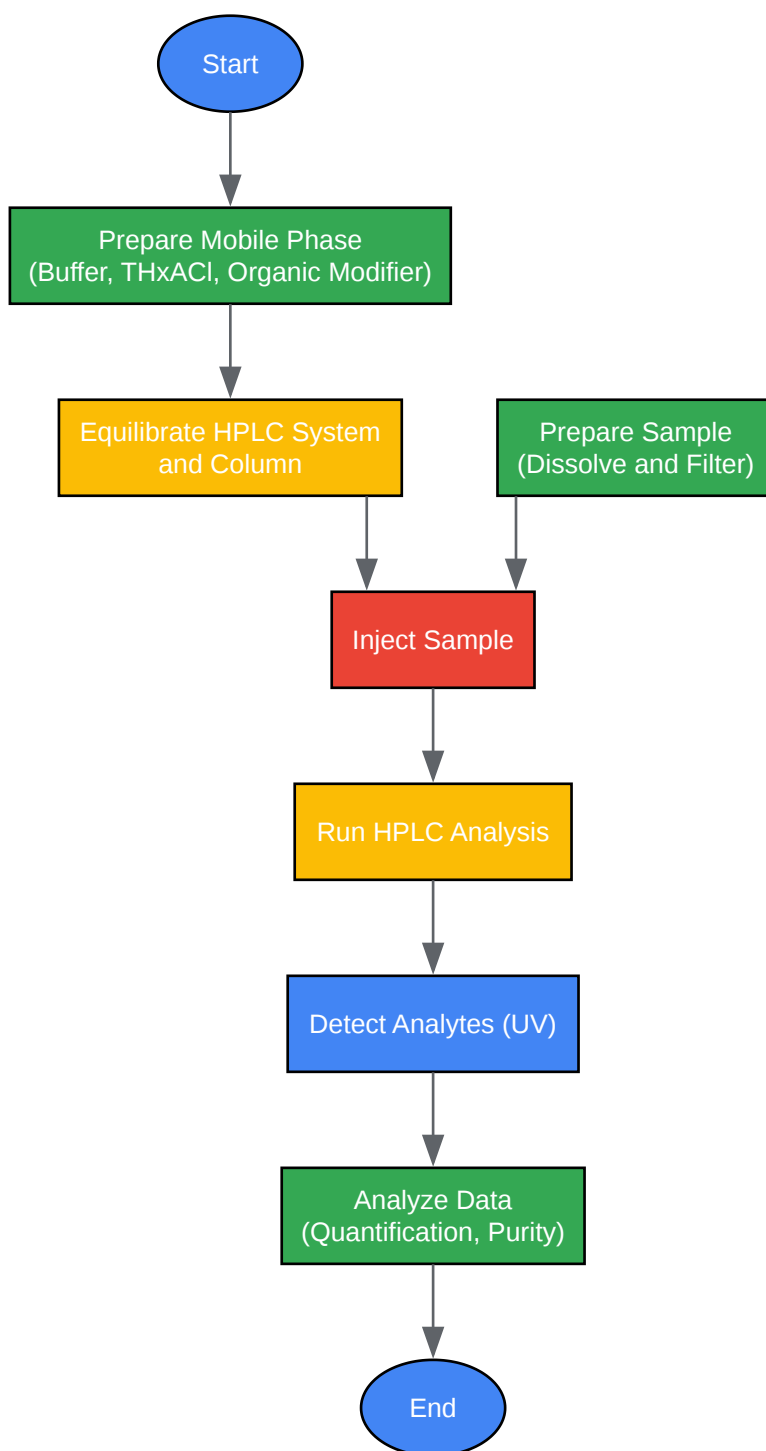 Start
Prepare Mobile Phase
(Buffer, THxACl, Organic Modifier)
Equilibrate HPLC System
and Column
Prepare Sample
(Dissolve and Filter)
Inject Sample
Run HPLC Analysis
Detect Analytes (UV)
Analyze Data
(Quantification, Purity)
End